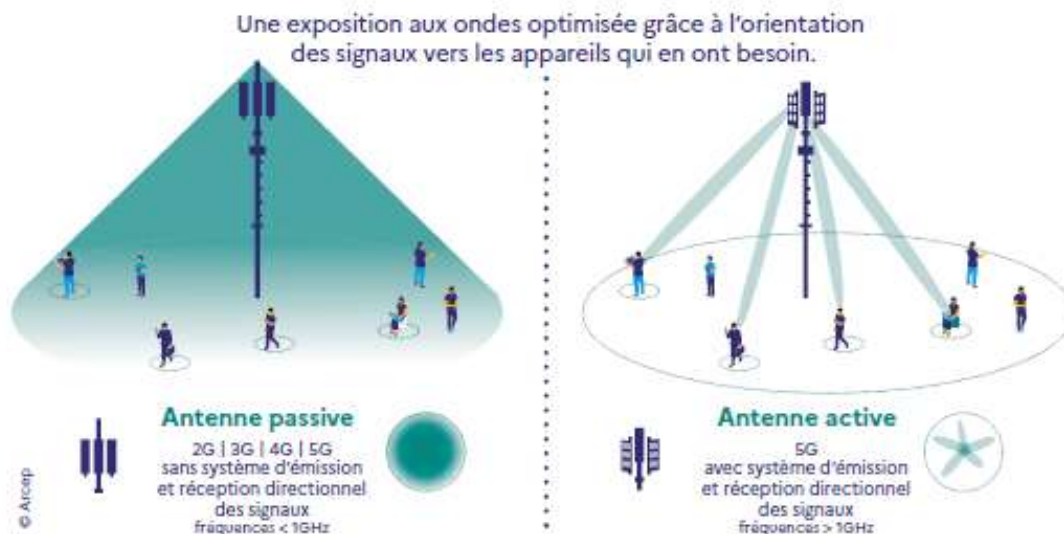 Une exposition aux ondes optimisée grâce à l'orientation
des signaux vers les appareils qui en ont besoin.
Antenne passive
2G | 3G | 4G | 5G
sans système d'émission
et réception directionnel
des signaux
fréquences < 1GHz
Antenne active
5G
avec système d'émission
et réception directionnel
des signaux
fréquences > 1GHz
© Arcep